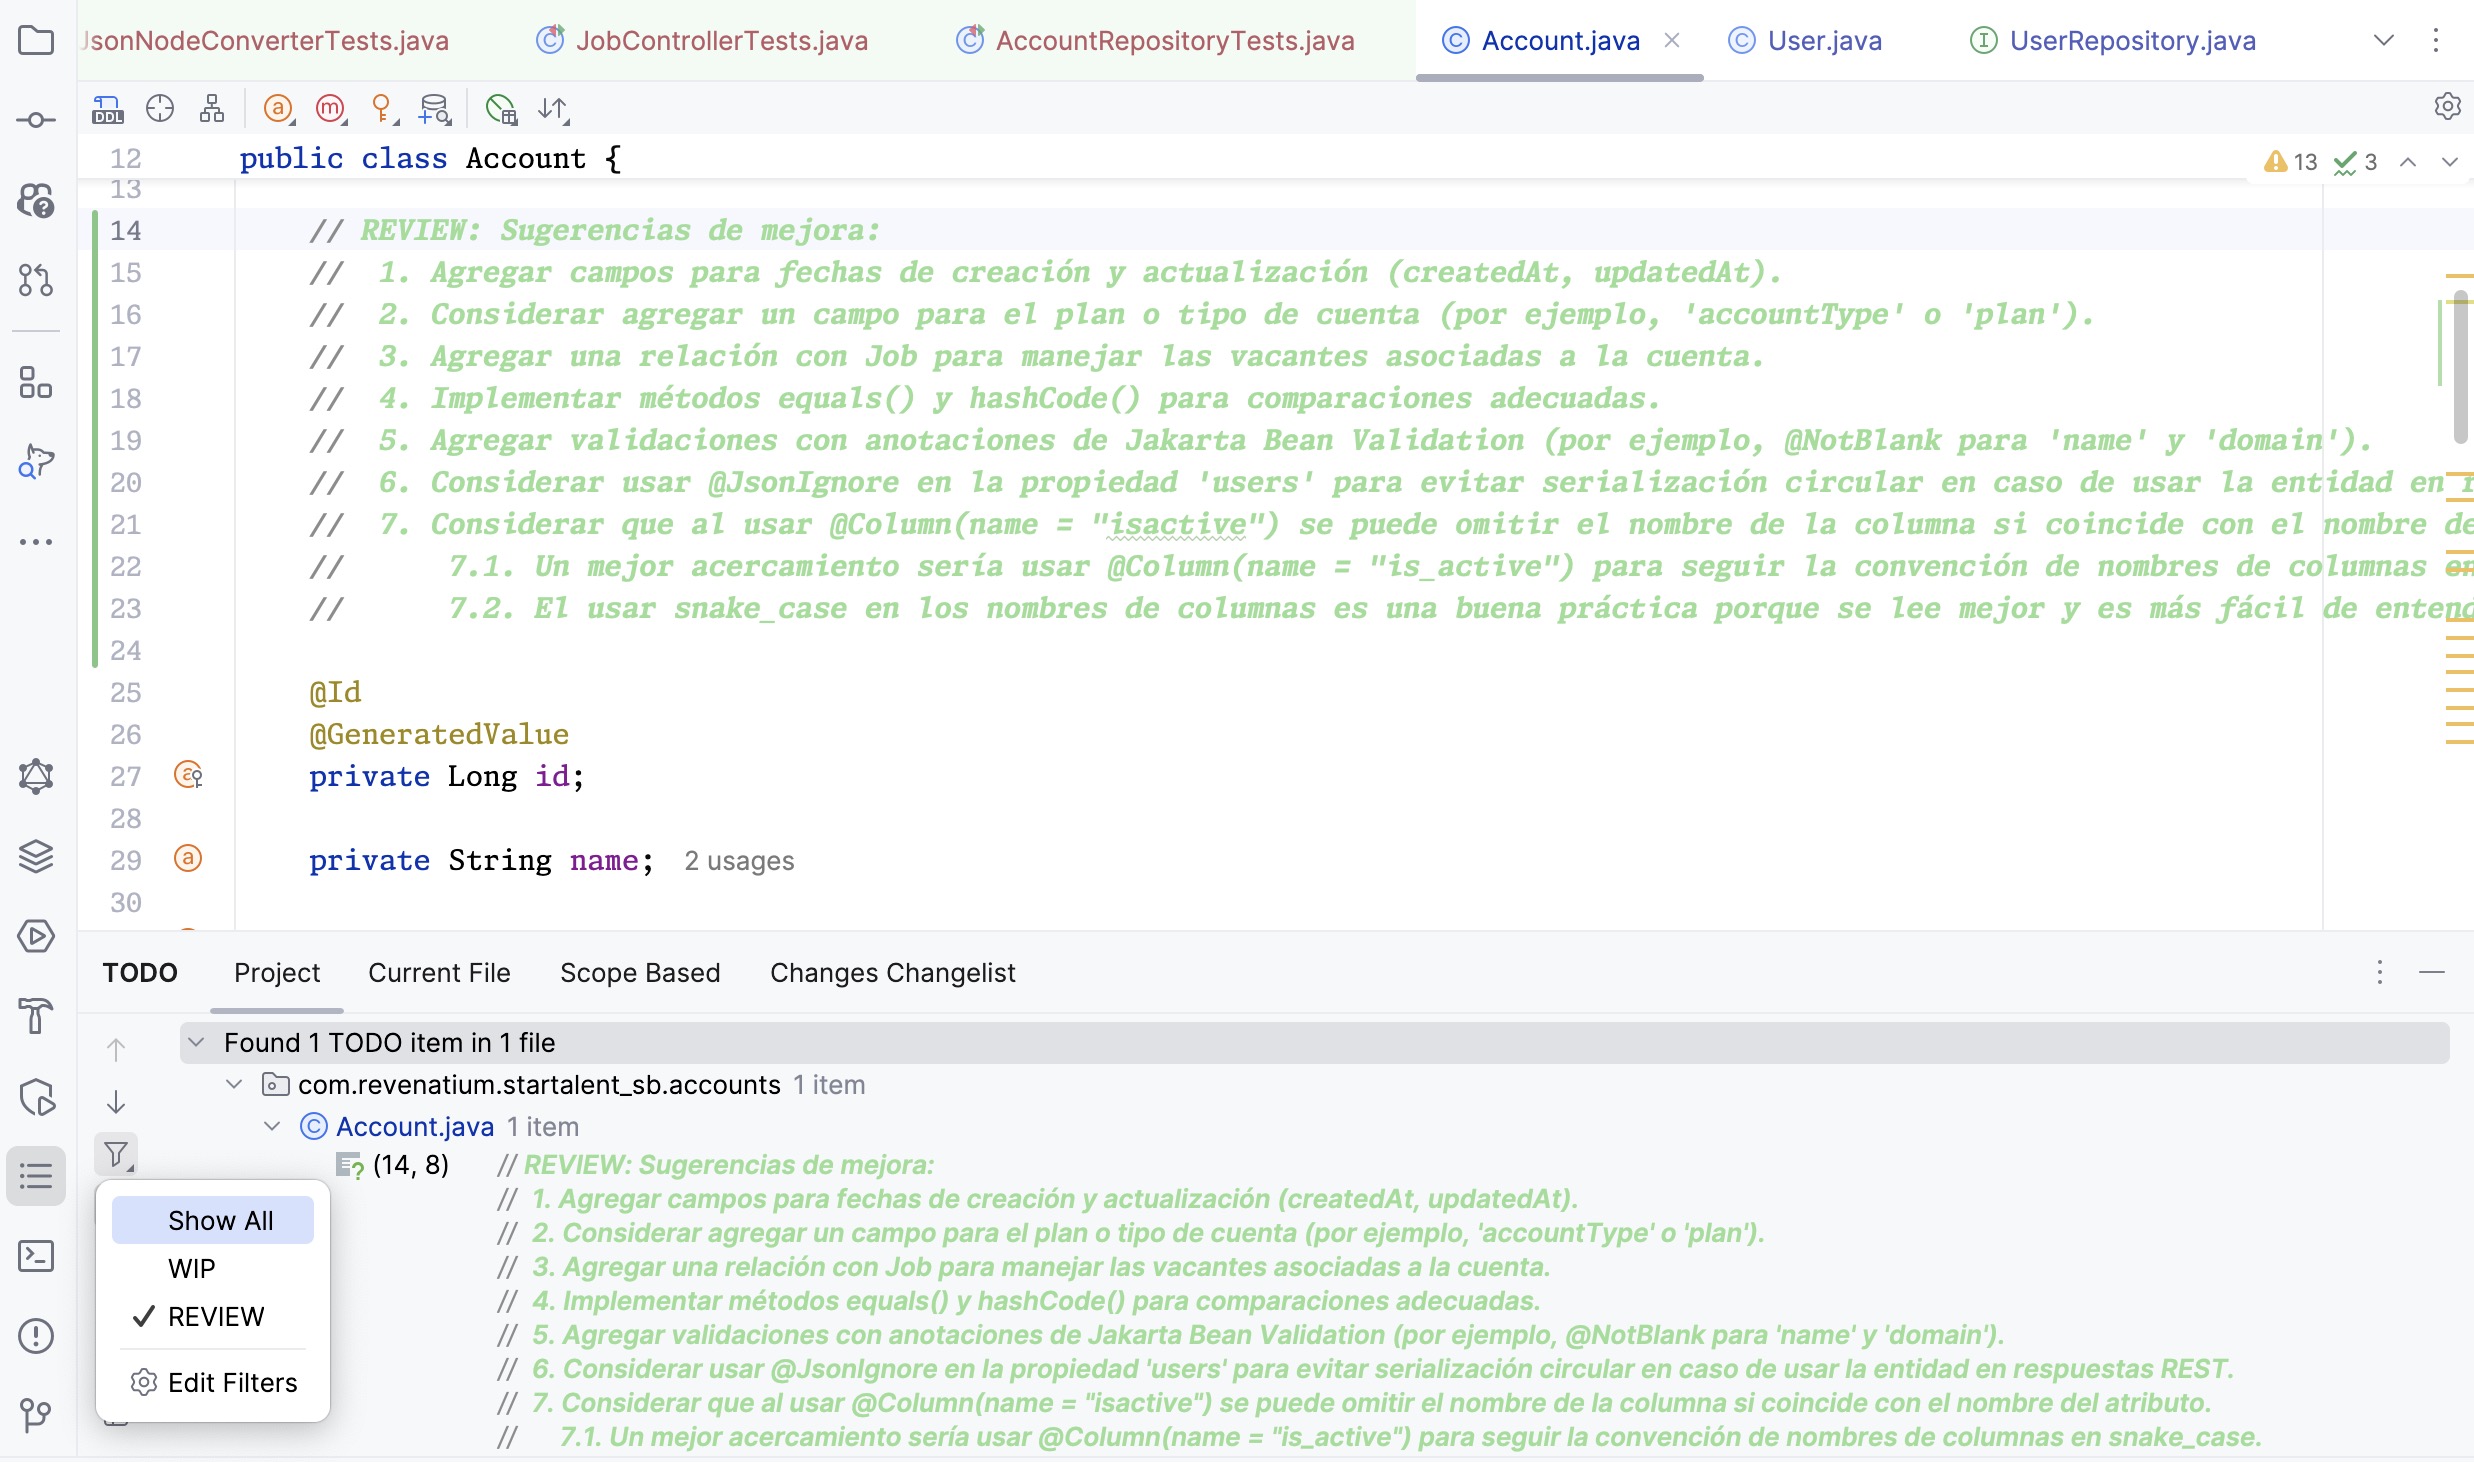 JsonNodeConverterTests.java JobControllerTests.java AccountRepositoryTests.java Account.java User.java UserRepository.java
DDL a m
12 public class Account { 13 3
13
14 // REVIEW: Sugerencias de mejora:
15 // 1. Agregar campos para fechas de creación y actualización (createdAt, updatedAt).
16 // 2. Considerar agregar un campo para el plan o tipo de cuenta (por ejemplo, 'accountType' o 'plan').
17 // 3. Agregar una relación con Job para manejar las vacantes asociadas a la cuenta.
18 // 4. Implementar métodos equals() y hashCode() para comparaciones adecuadas.
19 // 5. Agregar validaciones con anotaciones de Jakarta Bean Validation (por ejemplo, @NotBlank para 'name' y 'domain').
20 // 6. Considerar usar @JsonIgnore en la propiedad 'users' para evitar serialización circular en caso de usar la entidad en
21 // 7. Considerar que al usar @Column(name = "isactive") se puede omitir el nombre de la columna si coincide con el nombre de
22 // 7.1. Un mejor acercamiento sería usar @Column(name = "is_active") para seguir la convención de nombres de columnas en
23 // 7.2. El usar snake_case en los nombres de columnas es una buena práctica porque se lee mejor y es más fácil de entend
24
25 @Id
26 @GeneratedValue
27 private Long id;
28
29 private String name; 2 usages
30
TODO Project Current File Scope Based Changes Changelist
Found 1 TODO item in 1 file
com.revenatium.startalent_sb.accounts 1 item
Account.java 1 item
(14, 8) // REVIEW: Sugerencias de mejora:
// 1. Agregar campos para fechas de creación y actualización (createdAt, updatedAt).
// 2. Considerar agregar un campo para el plan o tipo de cuenta (por ejemplo, 'accountType' o 'plan').
// 3. Agregar una relación con Job para manejar las vacantes asociadas a la cuenta.
// 4. Implementar métodos equals() y hashCode() para comparaciones adecuadas.
// 5. Agregar validaciones con anotaciones de Jakarta Bean Validation (por ejemplo, @NotBlank para 'name' y 'domain').
// 6. Considerar usar @JsonIgnore en la propiedad 'users' para evitar serialización circular en caso de usar la entidad en respuestas REST.
// 7. Considerar que al usar @Column(name = "isactive") se puede omitir el nombre de la columna si coincide con el nombre del atributo.
// 7.1. Un mejor acercamiento sería usar @Column(name = "is_active") para seguir la convención de nombres de columnas en snake_case.
Show All
WIP
REVIEW
Edit Filters